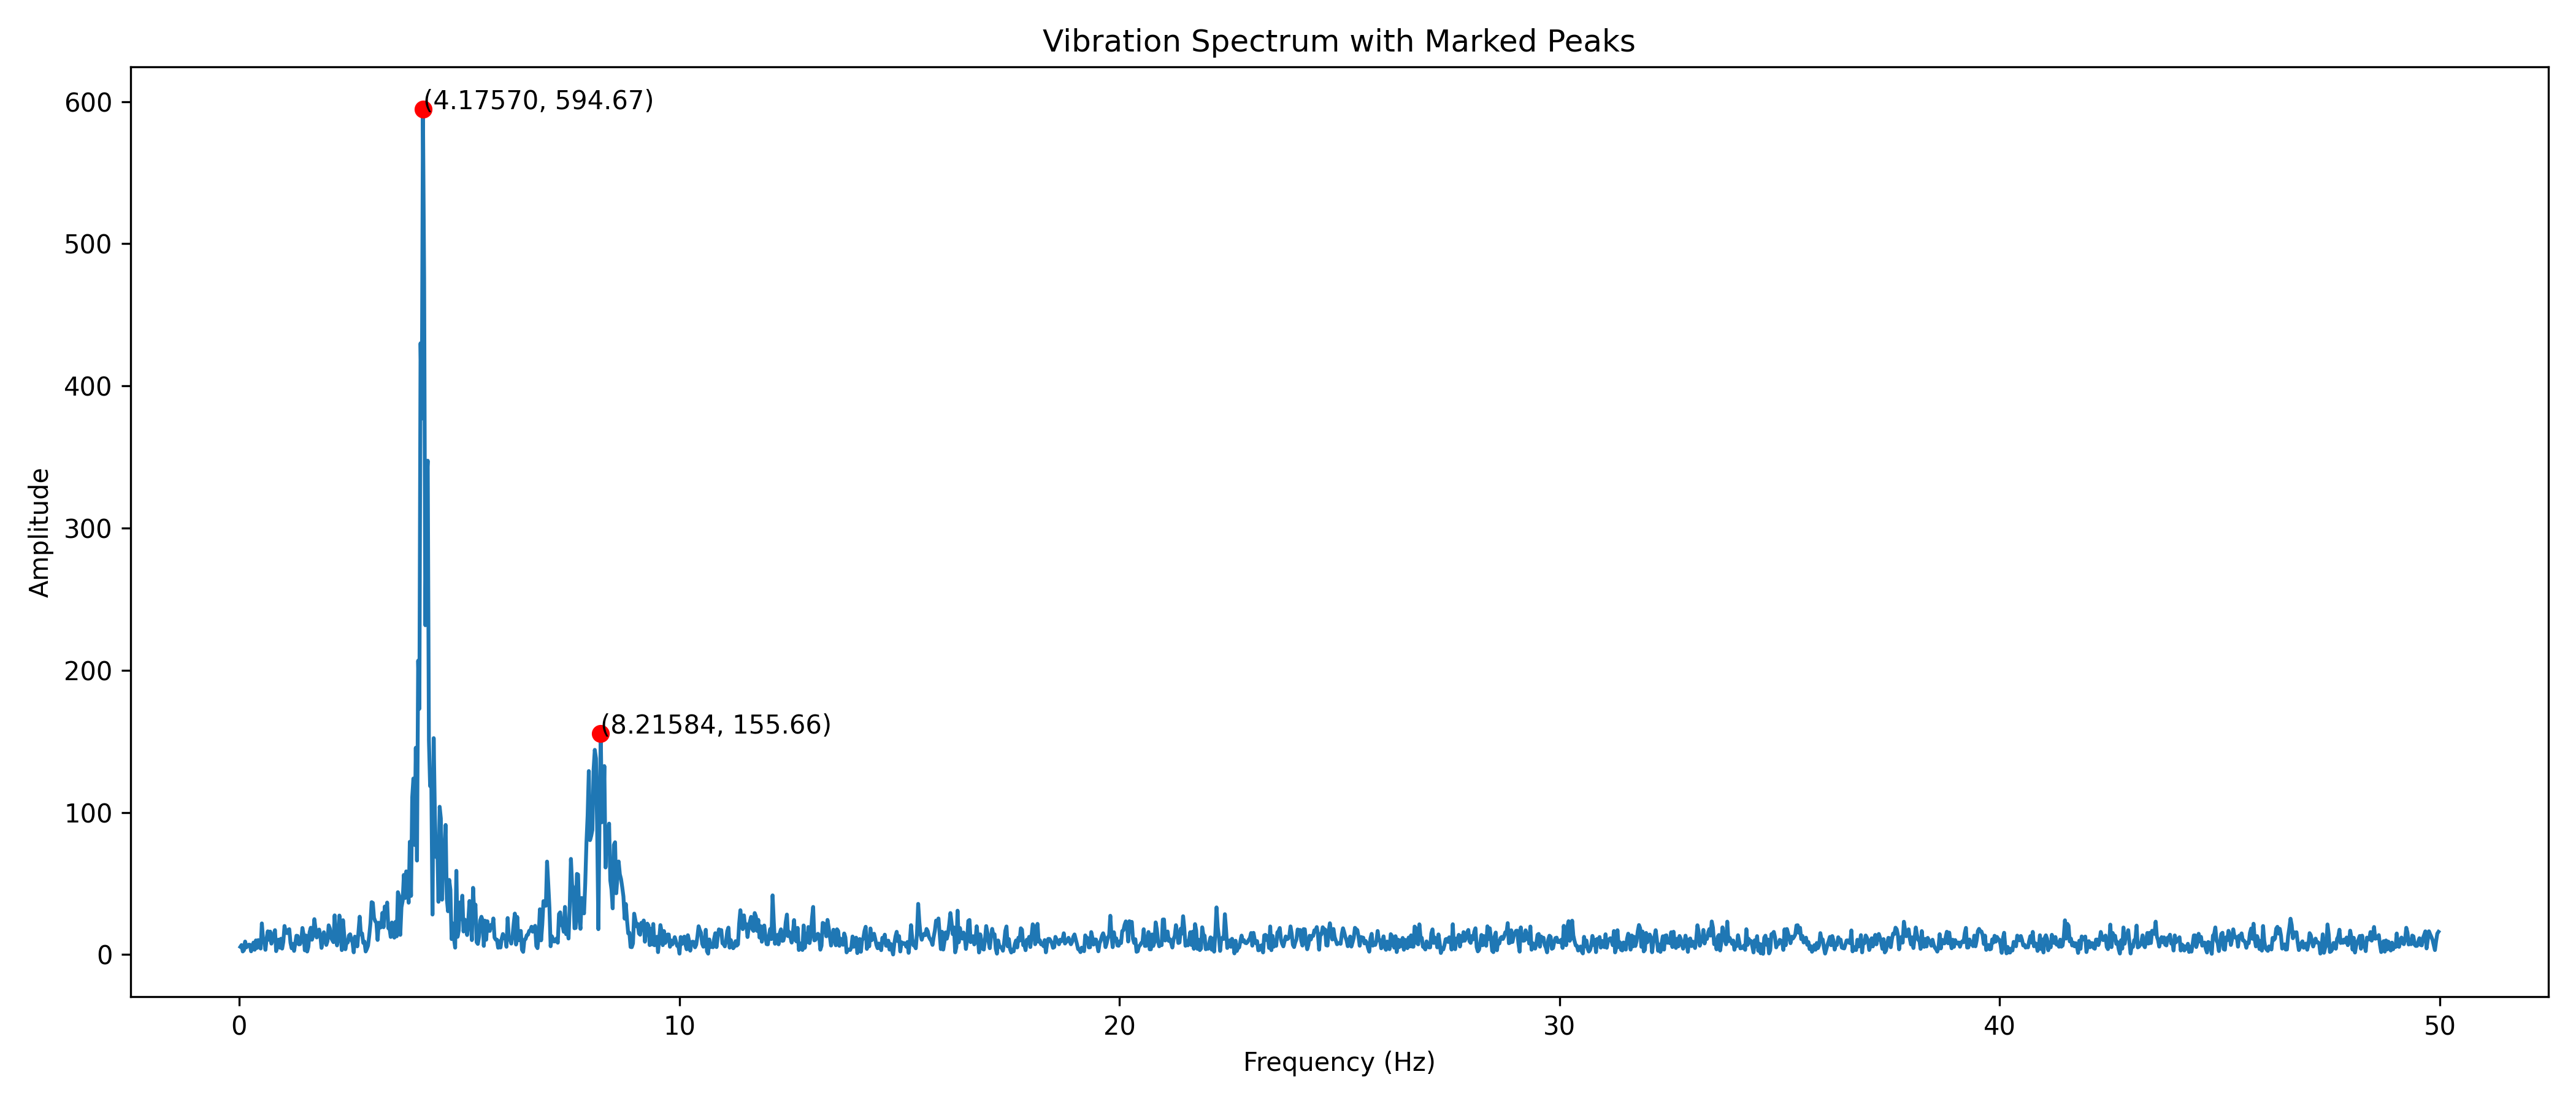 Vibration Spectrum with Marked Peaks
600
(4.17570, 594.67)
500
400
Amplitude
300
200
(8.21584, 155.66)
100
0
0 10 20 30 40 50
Frequency (Hz)